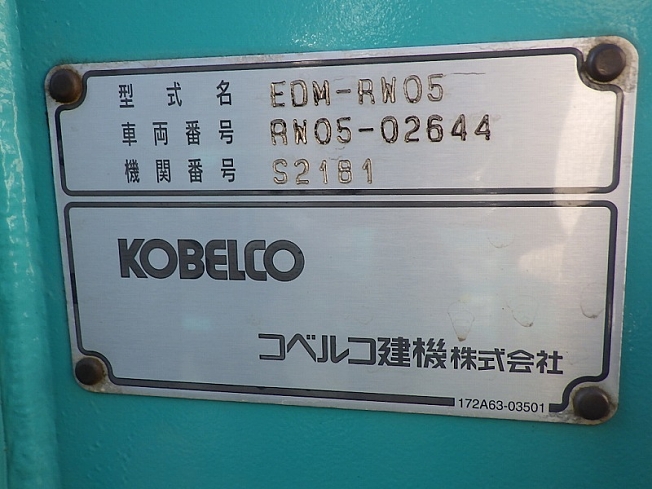 型式名 EDM-RW05
車両番号 RW05-02644
機関番号 S2181
KOBELCO
コベルコ建機株式会社
172A63-03501